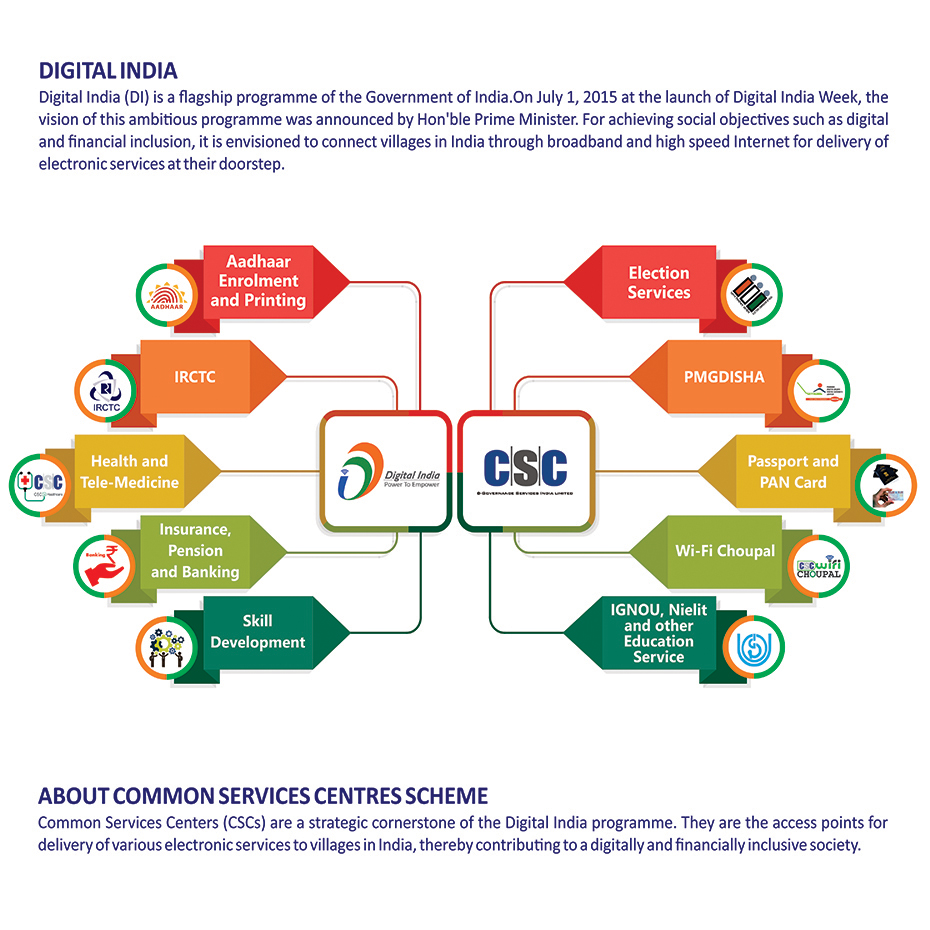 DIGITAL INDIA
Digital India (DI) is a flagship programme of the Government of India.On July 1, 2015 at the launch of Digital India Week, the
vision of this ambitious programme was announced by Hon'ble Prime Minister. For achieving social objectives such as digital
and financial inclusion, it is envisioned to connect villages in India through broadband and high speed Internet for delivery of
electronic services at their doorstep.
Aadhaar
Enrolment
and Printing
AADHAAR
Election
Services
IRCTC
IRCTC
PMGDISHA
Health and
Tele-Medicine
CSC
Digital India
Power To Empower
CSC
e-Governance Services India Limited
Passport and
PAN Card
Insurance,
Pension
and Banking
Banking
Wi-Fi Choupal
CSC wifi
CHOUPAL
Skill
Development
IGNOU, Nielit
and other
Education
Service
ABOUT COMMON SERVICES CENTRES SCHEME
Common Services Centers (CSCs) are a strategic cornerstone of the Digital India programme. They are the access points for
delivery of various electronic services to villages in India, thereby contributing to a digitally and financially inclusive society.